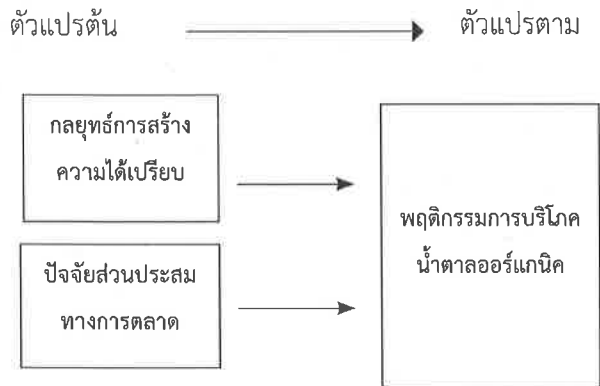 ตัวแปรต้น
ตัวแปรตาม
กลยุทธ์การสร้าง
ความได้เปรียบ
ปัจจัยส่วนประสม
ทางการตลาด
พฤติกรรมการบริโภค
น้ำตาลออร์แกนิค